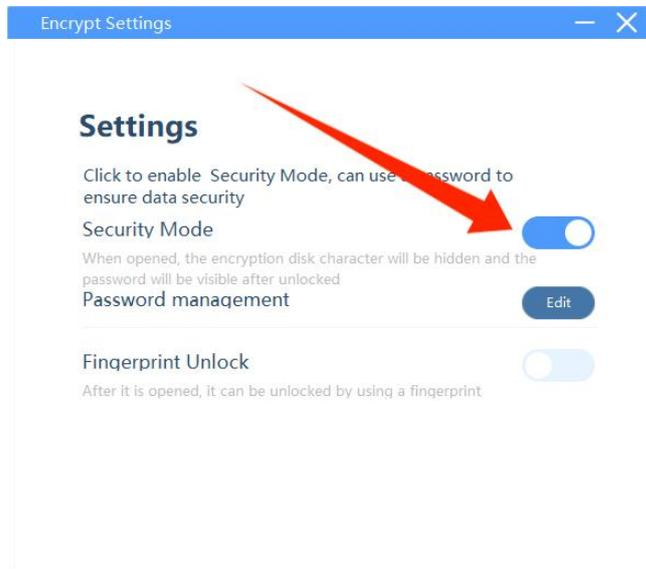 Encrypt Settings
Settings
Click to enable Security Mode, can use password to
ensure data security
Security Mode
When opened, the encryption disk character will be hidden and the
password will be visible after unlocked
Password management
Edit
Fingerprint Unlock
After it is opened, it can be unlocked by using a fingerprint